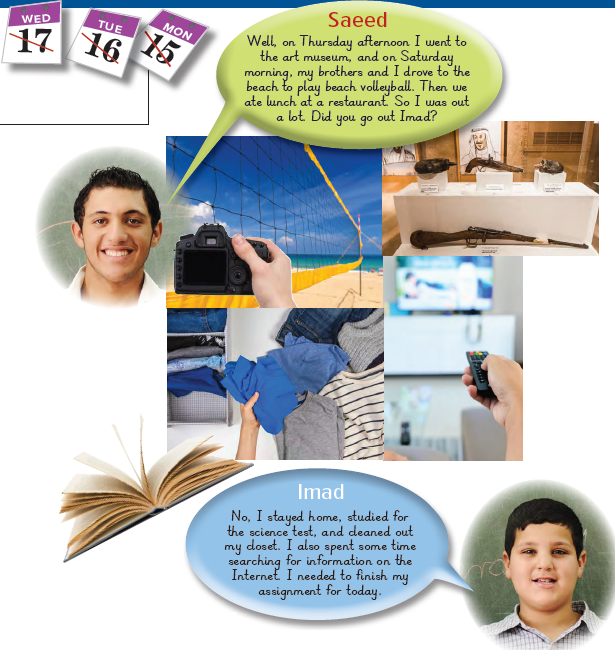 WED
17
TUE
16
MON
15
Saeed
Well, on Thursday afternoon I went to
the art museum, and on Saturday
morning, my brothers and I drove to the
beach to play beach volleyball. Then we
ate lunch at a restaurant. So I was out
a lot. Did you go out Imad?
Imad
No, I stayed home, studied for
the science test, and cleaned out
my closet. I also spent some time
searching for information on the
Internet. I needed to finish my
assignment for today.